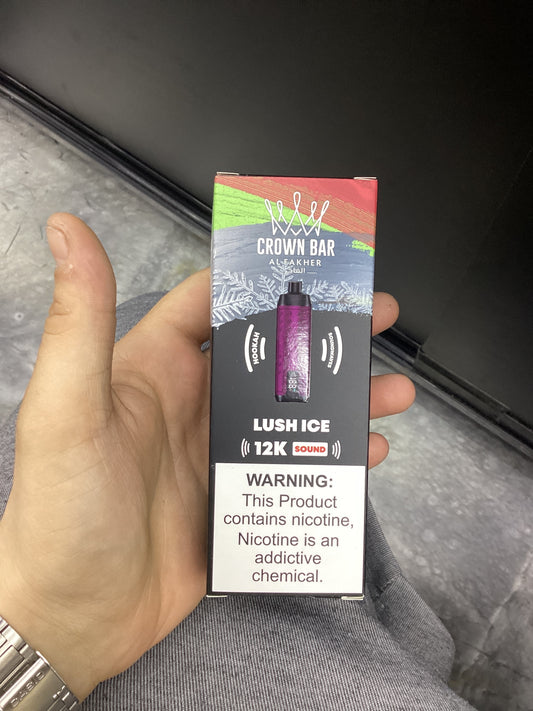 CROWN BAR
AL FAKHER
الفاخر
HOOKAH
LUSH ICE
12K SOUND
WARNING:
This Product
contains nicotine,
Nicotine is an
addictive
chemical.
CASIO